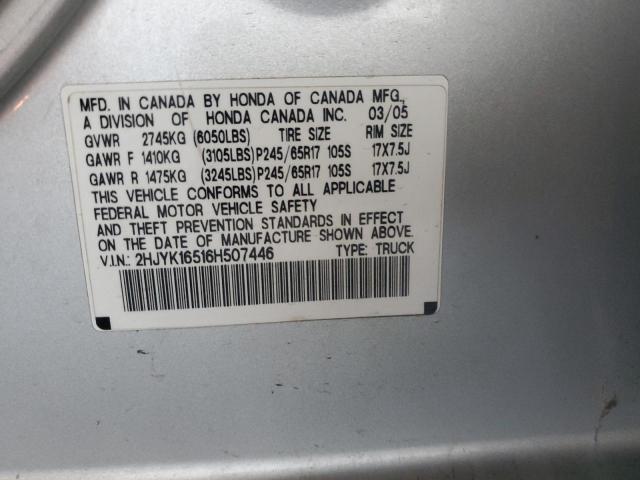 MFD. IN CANADA BY HONDA OF CANADA MFG.,
A DIVISION OF HONDA CANADA INC. 03/05
GVWR 2745KG (6050LBS) TIRE SIZE RIM SIZE
GAWR F 1410KG (3105LBS)P245/65R17 105S 17X7.5J
GAWR R 1475KG (3245LBS)P245/65R17 105S 17X7.5J
THIS VEHICLE CONFORMS TO ALL APPLICABLE
FEDERAL MOTOR VEHICLE SAFETY
AND THEFT PREVENTION STANDARDS IN EFFECT
ON THE DATE OF MANUFACTURE SHOWN ABOVE.
V.I.N.: 2HJYK16516H507446 TYPE: TRUCK